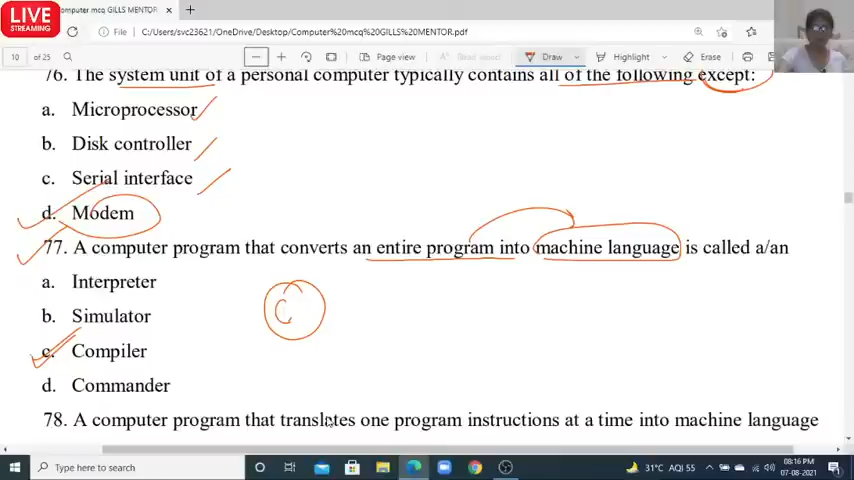 LIVE
STREAMING
Computer mcq GILLS MENTOR.pdf
File
C:/Users/svc23621/OneDrive/Desktop/Computer%20mcq%20GILLS%20MENTOR.pdf
10 of 25
Page view
Read aloud
Draw
Highlight
Erase
76. The system unit of a personal computer typically contains all of the following except:
a. Microprocessor
b. Disk controller
c. Serial interface
d. Modem
77. A computer program that converts an entire program into machine language is called a/an
a. Interpreter
b. Simulator
C
c. Compiler
d. Commander
78. A computer program that translates one program instructions at a time into machine language
Type here to search
31°C AQI 55
08:16 PM
07-08-2021